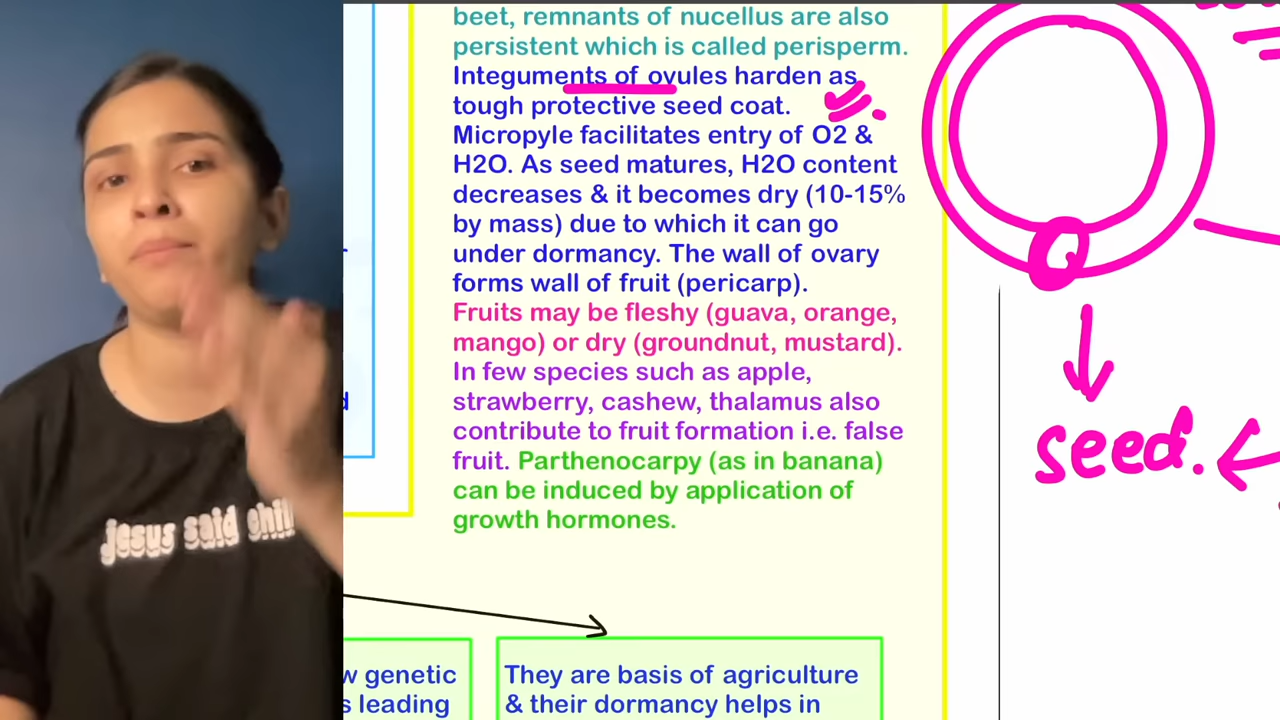 beet, remnants of nucellus are also
persistent which is called perisperm.
Integuments of ovules harden as
tough protective seed coat.
Micropyle facilitates entry of O2 &
H2O. As seed matures, H2O content
decreases & it becomes dry (10-15%
by mass) due to which it can go
under dormancy. The wall of ovary
forms wall of fruit (pericarp).
Fruits may be fleshy (guava, orange,
mango) or dry (groundnut, mustard).
In few species such as apple,
strawberry, cashew, thalamus also
contribute to fruit formation i.e. false
fruit. Parthenocarpy (as in banana)
can be induced by application of
growth hormones.
seed.
jesus said
genetic
leading
They are basis of agriculture
& their dormancy helps in